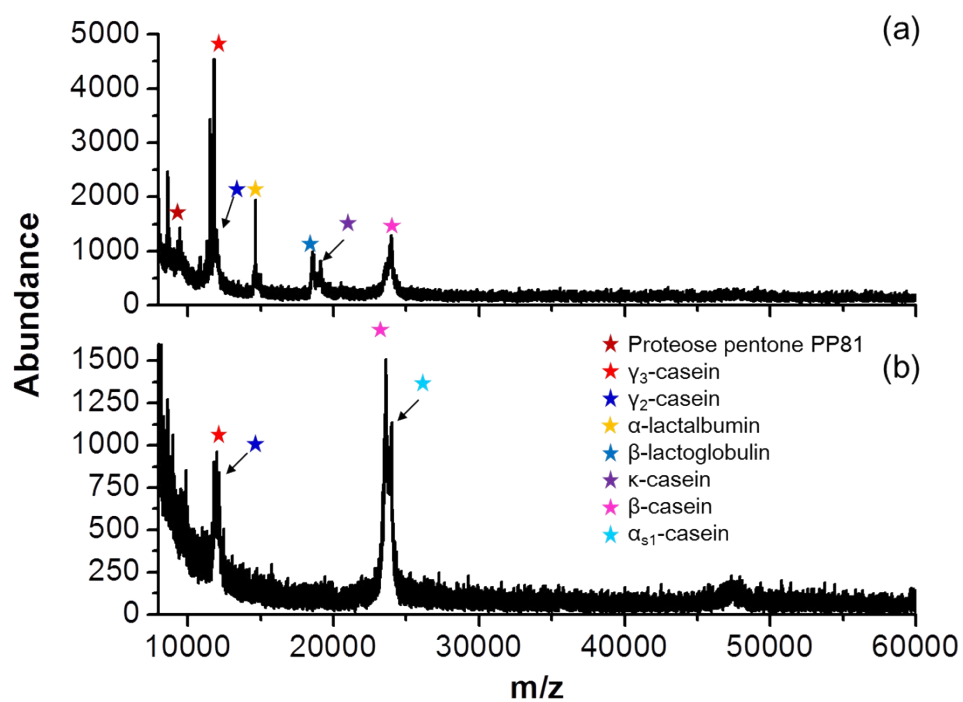 (a)
5000
4000
3000
2000
1000
0
Abundance
(b)
1500
1250
1000
750
500
250
0
Proteose pentone PP81
γ₃-casein
γ₂-casein
α-lactalbumin
β-lactoglobulin
κ-casein
β-casein
αs1-casein
10000 20000 30000 40000 50000 60000
m/z